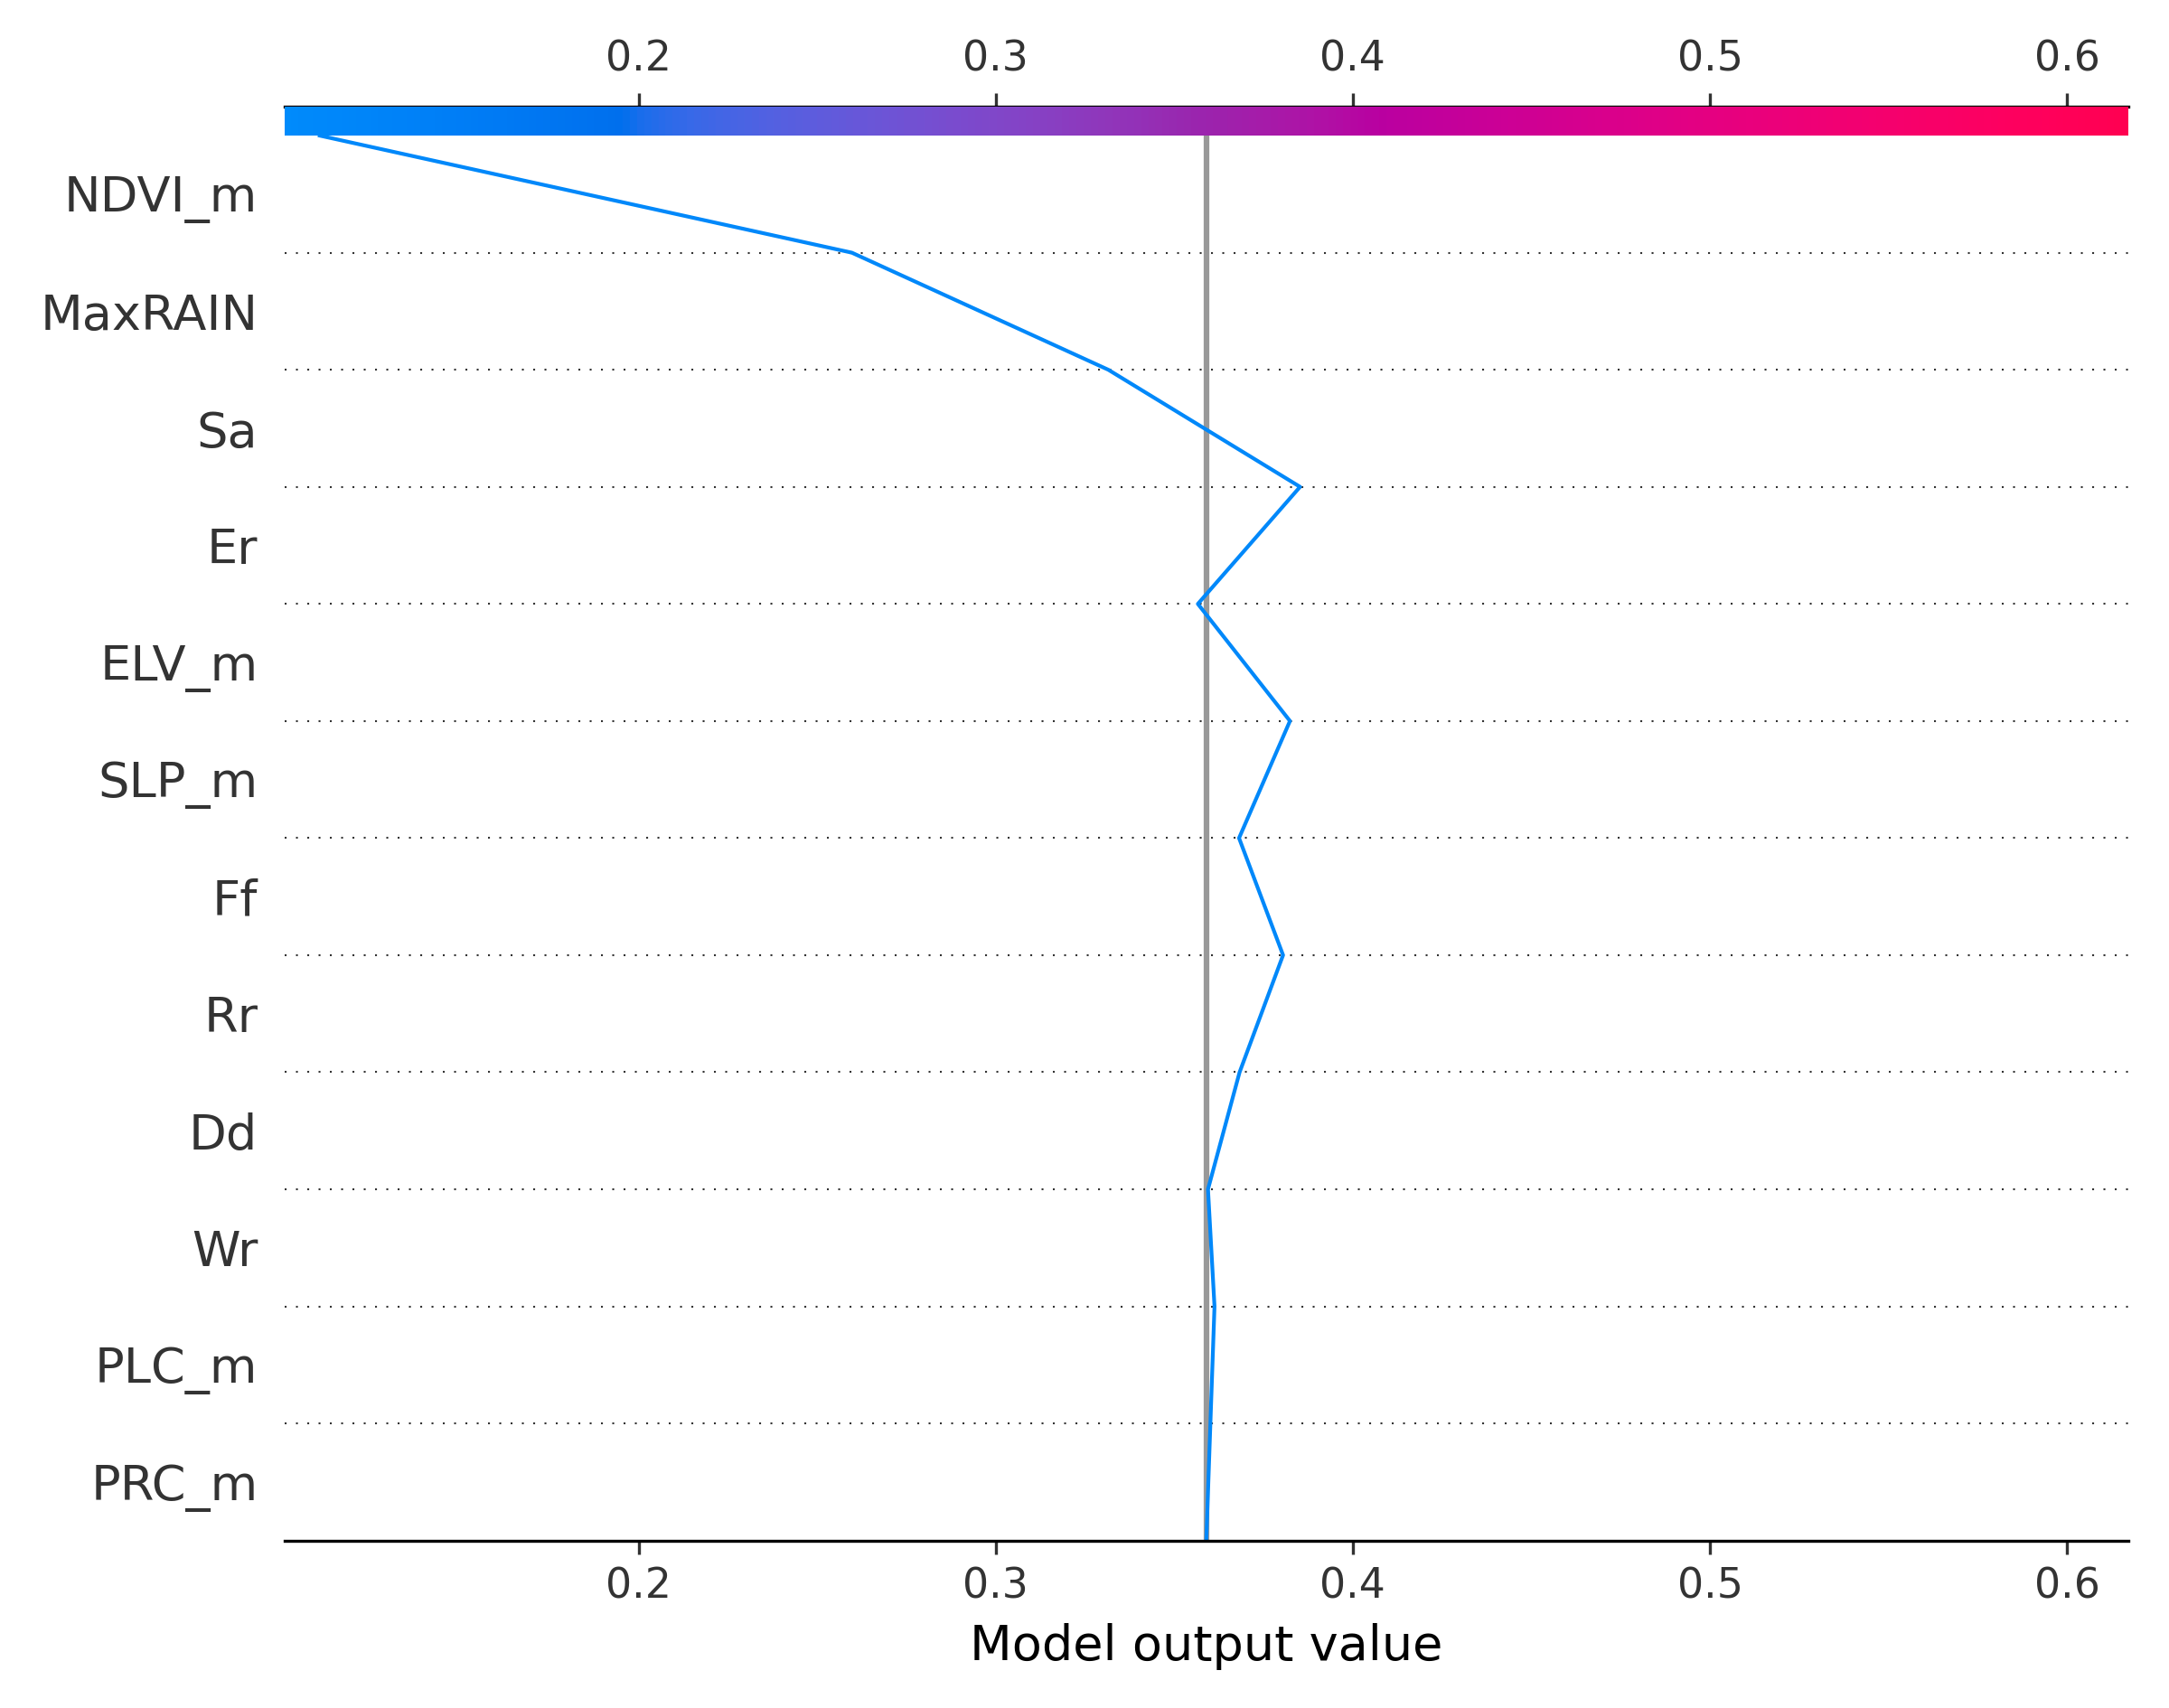 0.2 0.3 0.4 0.5 0.6
NDVI_m
MaxRAIN
Sa
Er
ELV_m
SLP_m
Ff
Rr
Dd
Wr
PLC_m
PRC_m
0.2 0.3 0.4 0.5 0.6
Model output value